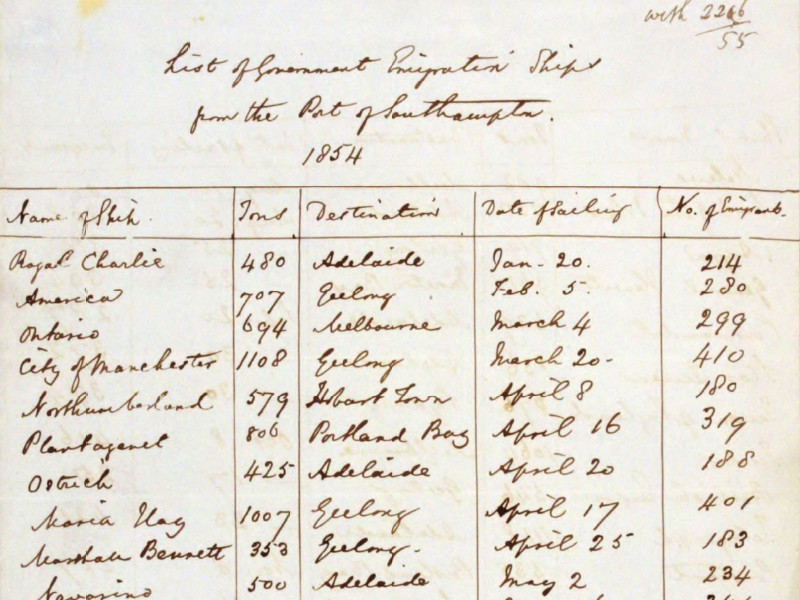 with 2266
55
List of Government Emigration Ships
from the Port of Southampton.
1854
Name of Ship. Tons Destination Date of Sailing No. of Emigrants.
Royal Charlie 480 Adelaide Jan. 20. 214
America 707 Geelong Feb. 5. 280
Ontario 694 Melbourne March 4 299
City of Manchester 1108 Geelong March 20. 410
Northumberland 579 Hobart Town April 8 180
Plantagenet 806 Portland Bay April 16 319
Ostrich 425 Adelaide April 20 188
Maria Hay 1007 Geelong April 17 401
Marshall Bennett 353 Geelong. April 25 183
Navarino 500 Adelaide May 2 234